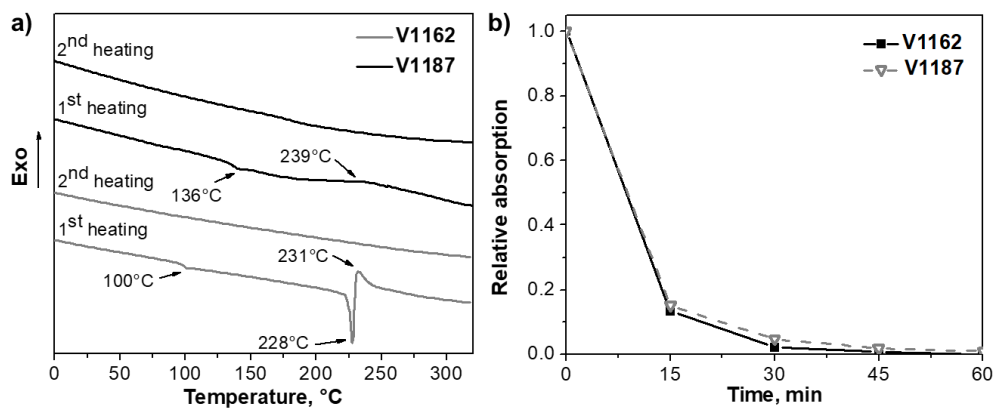 a)
V1162
V1187
2nd heating
1st heating
239°C
136°C
2nd heating
1st heating
231°C
100°C
228°C
Exo
0 50 100 150 200 250 300
Temperature, °C
b)
V1162
V1187
1.0
0.8
0.6
0.4
0.2
0.0
Relative absorption
0 15 30 45 60
Time, min